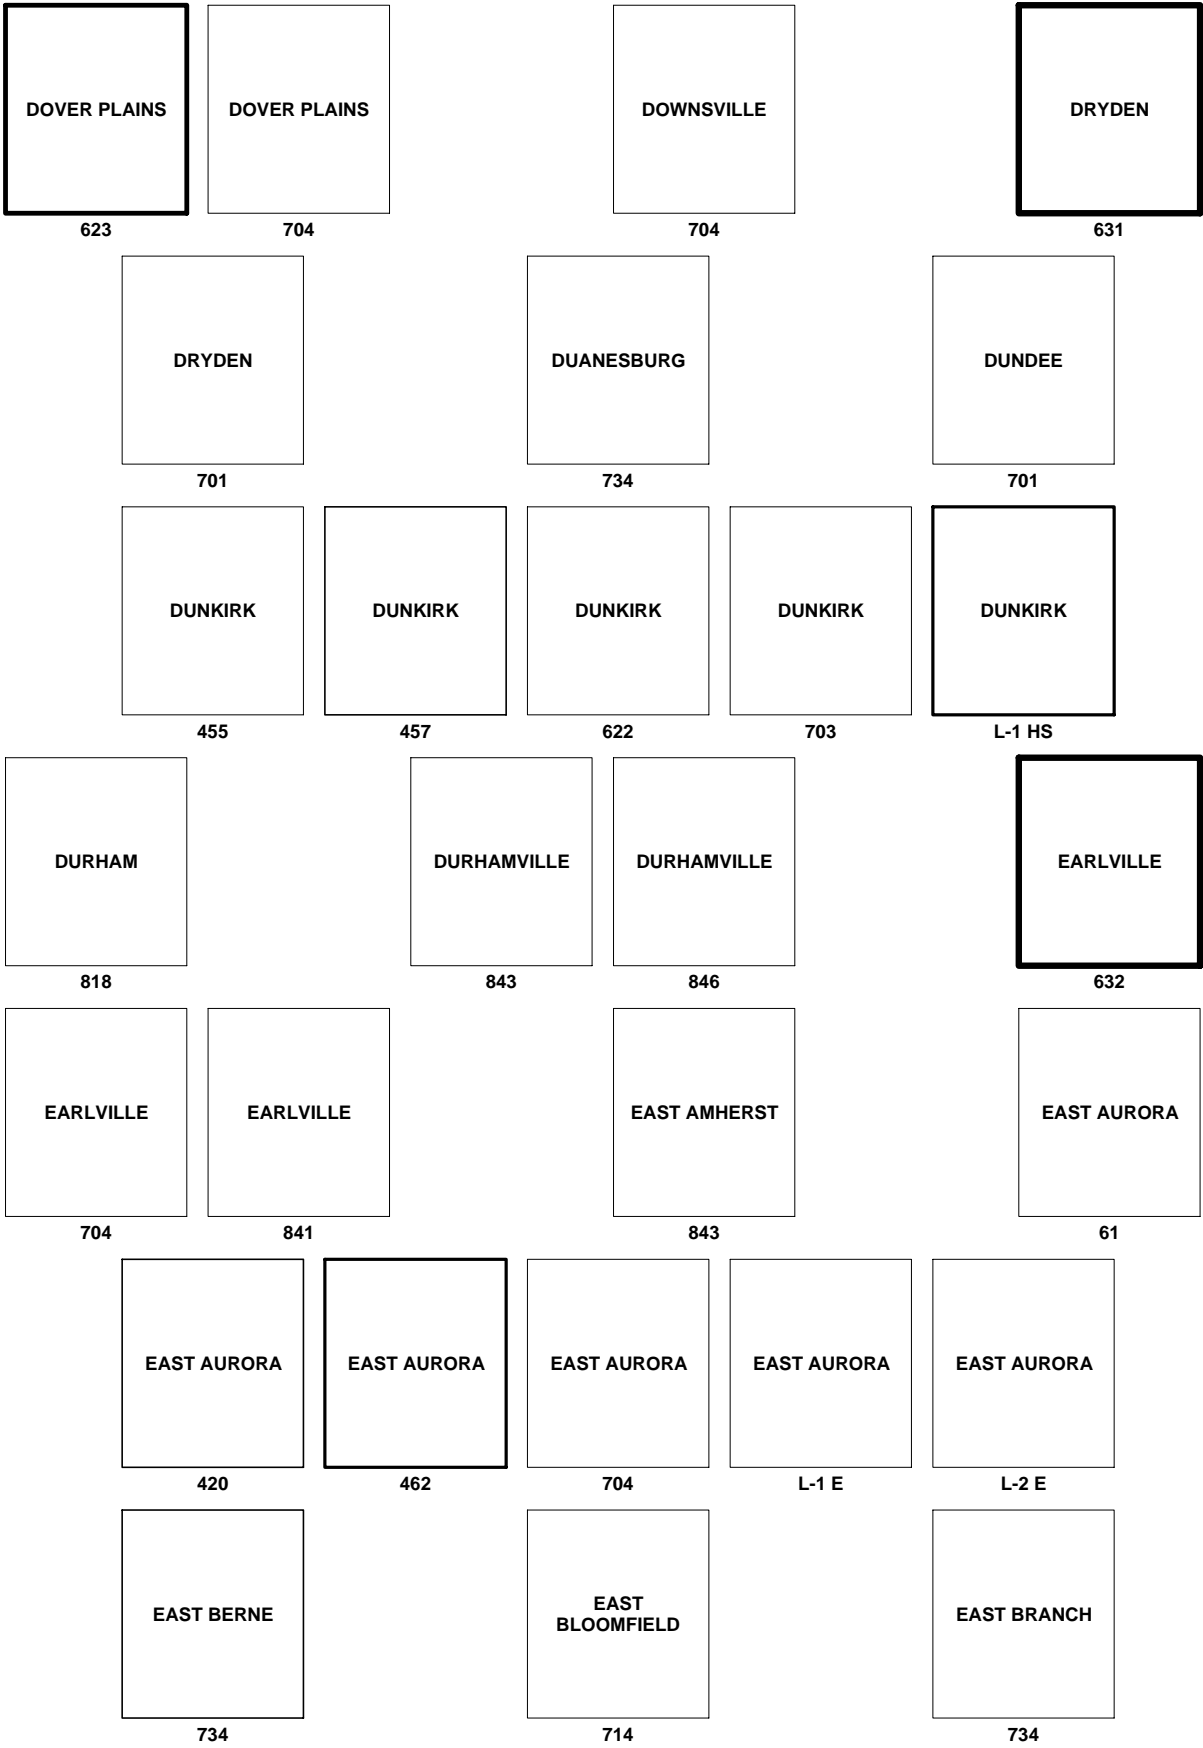 DOVER PLAINS
623
DOVER PLAINS
704
DOWNSVILLE
704
DRYDEN
631
DRYDEN
701
DUANESBURG
734
DUNDEE
701
DUNKIRK
455
DUNKIRK
457
DUNKIRK
622
DUNKIRK
703
DUNKIRK
L-1 HS
DURHAM
818
DURHAMVILLE
843
DURHAMVILLE
846
EARLVILLE
632
EARLVILLE
704
EARLVILLE
841
EAST AMHERST
843
EAST AURORA
61
EAST AURORA
420
EAST AURORA
462
EAST AURORA
704
EAST AURORA
L-1 E
EAST AURORA
L-2 E
EAST BERNE
734
EAST
BLOOMFIELD
714
EAST BRANCH
734